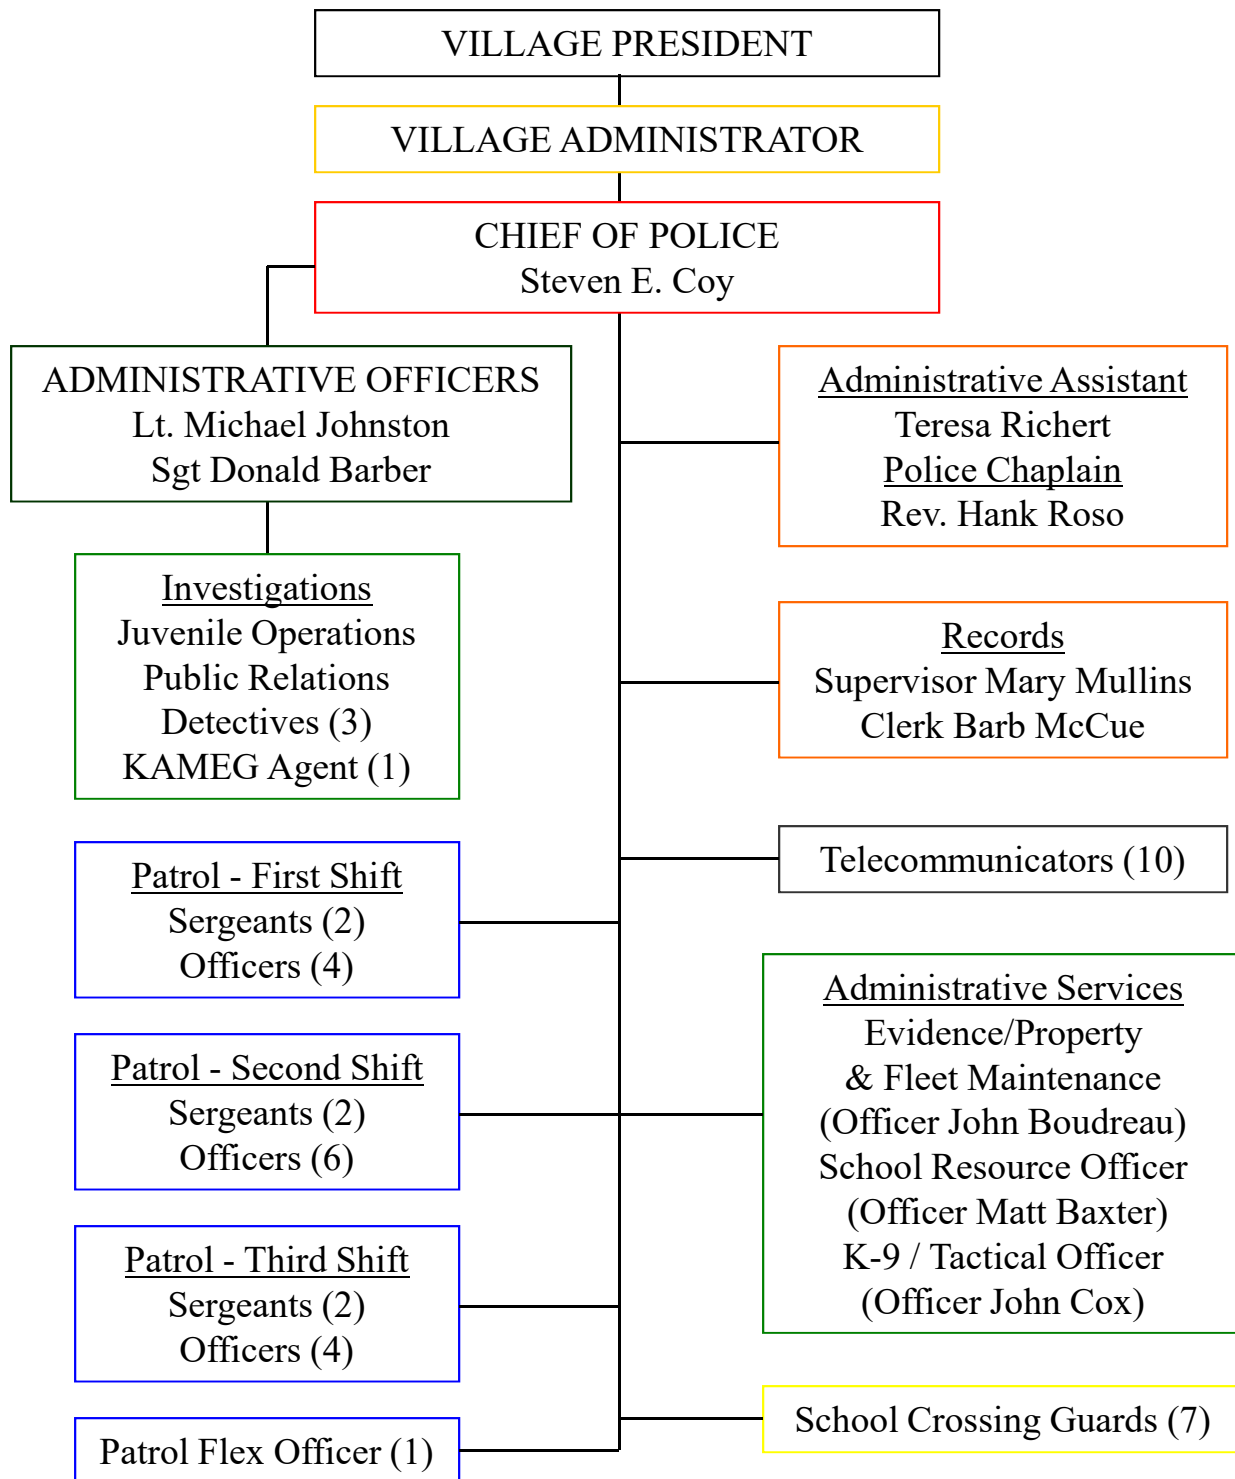 VILLAGE PRESIDENT
VILLAGE ADMINISTRATOR
CHIEF OF POLICE
Steven E. Coy
ADMINISTRATIVE OFFICERS
Lt. Michael Johnston
Sgt Donald Barber
Administrative Assistant
Teresa Richert
Police Chaplain
Rev. Hank Roso
Investigations
Juvenile Operations
Public Relations
Detectives (3)
KAMEG Agent (1)
Records
Supervisor Mary Mullins
Clerk Barb McCue
Telecommunicators (10)
Patrol - First Shift
Sergeants (2)
Officers (4)
Patrol - Second Shift
Sergeants (2)
Officers (6)
Patrol - Third Shift
Sergeants (2)
Officers (4)
Patrol Flex Officer (1)
Administrative Services
Evidence/Property
& Fleet Maintenance
(Officer John Boudreau)
School Resource Officer
(Officer Matt Baxter)
K-9 / Tactical Officer
(Officer John Cox)
School Crossing Guards (7)